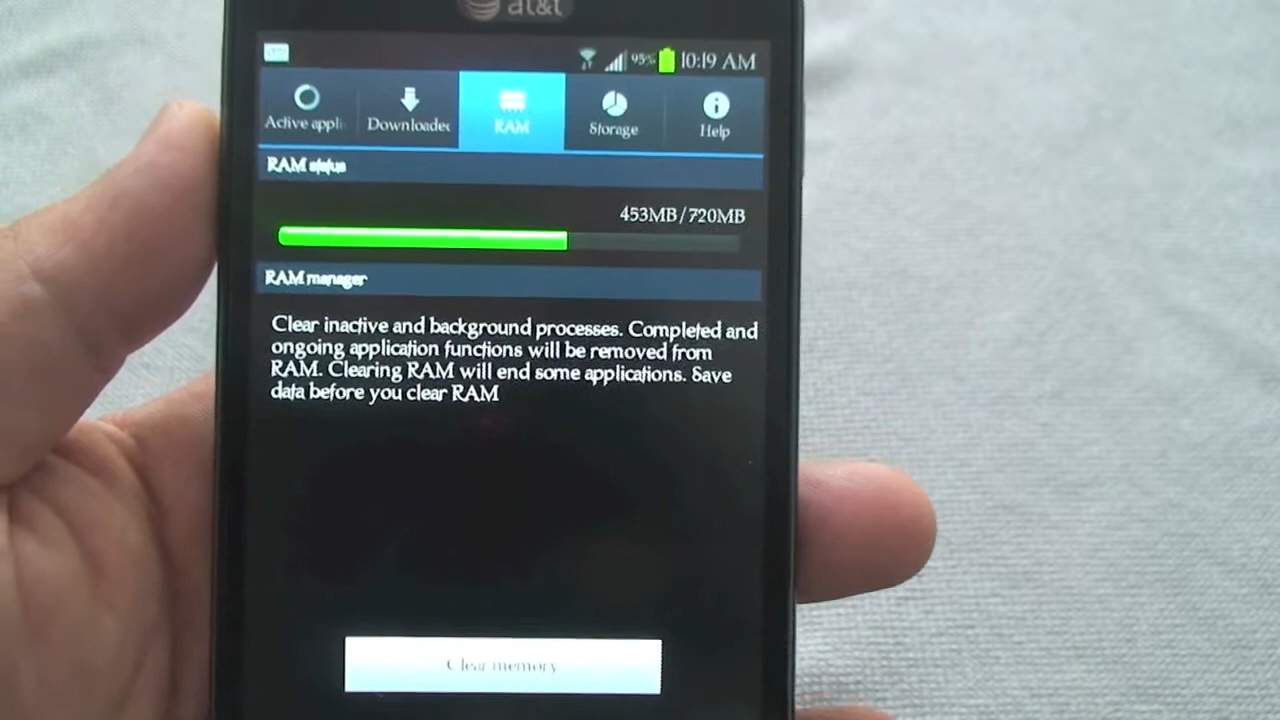 at&t
95% 10:19 AM
Active appli
Downloaded
RAM
Storage
Help
RAM status
453MB/720MB
RAM manager
Clear inactive and background processes. Completed and
ongoing application functions will be removed from
RAM. Clearing RAM will end some applications. Save
data before you clear RAM
Clear memory